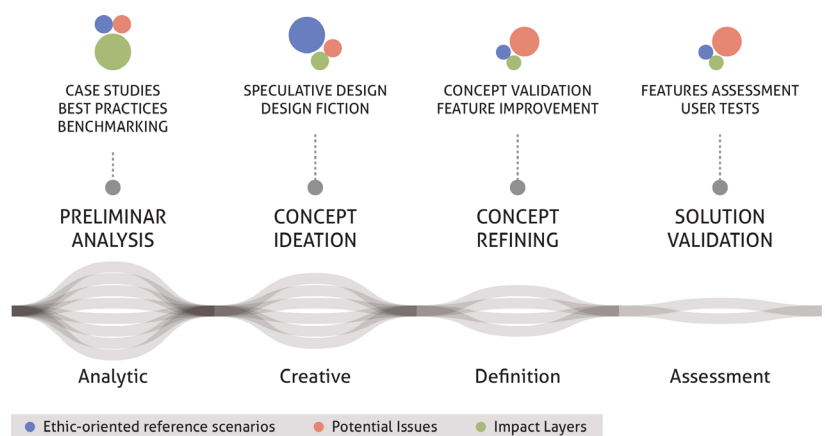 CASE STUDIES
BEST PRACTICES
BENCHMARKING
SPECULATIVE DESIGN
DESIGN FICTION
CONCEPT VALIDATION
FEATURE IMPROVEMENT
FEATURES ASSESSMENT
USER TESTS
PRELIMINAR
ANALYSIS
CONCEPT
IDEATION
CONCEPT
REFINING
SOLUTION
VALIDATION
Analytic
Creative
Definition
Assessment
Ethic-oriented reference scenarios
Potential Issues
Impact Layers